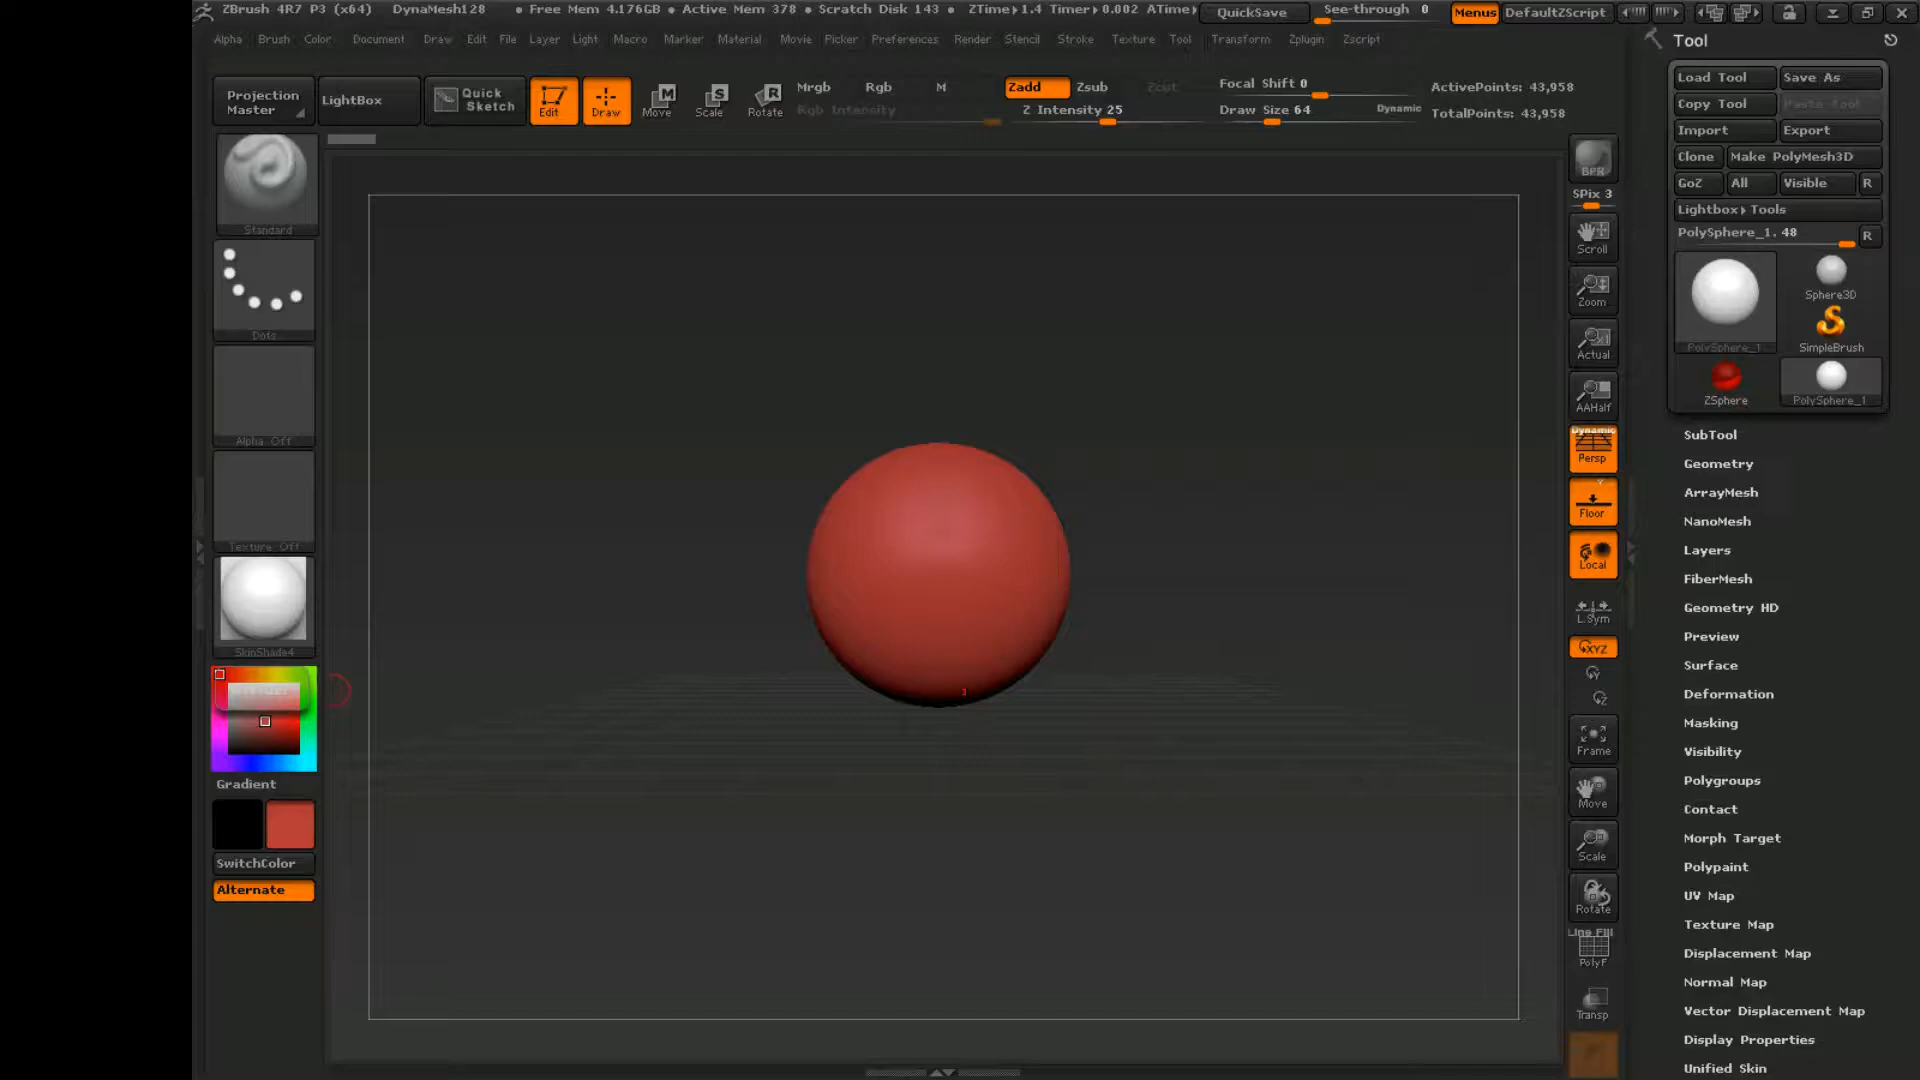 ZBrush 4R7 P3 (x64) DynaMesh128 • Free Mem 4.176GB • Active Mem 378 • Scratch Disk 143 • ZTime▸1.4 Timer▸0.002 ATime▸ QuickSave See-through 0 Menus DefaultZScript
Alpha Brush Color Document Draw Edit File Layer Light Macro Marker Material Movie Picker Preferences Render Stencil Stroke Texture Tool Transform Zplugin Zscript
Projection Master
LightBox
Quick Sketch
Edit
Draw
Move
Scale
Rotate
Mrgb Rgb M
Rgb Intensity
Zadd Zsub Zcut
Z Intensity 25
Focal Shift 0
Draw Size 64 Dynamic
ActivePoints: 43,958
TotalPoints: 43,958
Standard
Dots
Alpha Off
Texture Off
SkinShade4
Gradient
SwitchColor
Alternate
BPR
SPix 3
Scroll
Zoom
Actual
AAHalf
Dynamic
Persp
Floor
Local
L.Sym
XYZ
Frame
Move
Scale
Rotate
Line Fill
PolyF
Transp
Tool
Load Tool Save As
Copy Tool Paste Tool
Import Export
Clone Make PolyMesh3D
GoZ All Visible R
Lightbox▸Tools
PolySphere_1. 48 R
PolySphere_1
Sphere3D
SimpleBrush
ZSphere
PolySphere_1
SubTool
Geometry
ArrayMesh
NanoMesh
Layers
FiberMesh
Geometry HD
Preview
Surface
Deformation
Masking
Visibility
Polygroups
Contact
Morph Target
Polypaint
UV Map
Texture Map
Displacement Map
Normal Map
Vector Displacement Map
Display Properties
Unified Skin